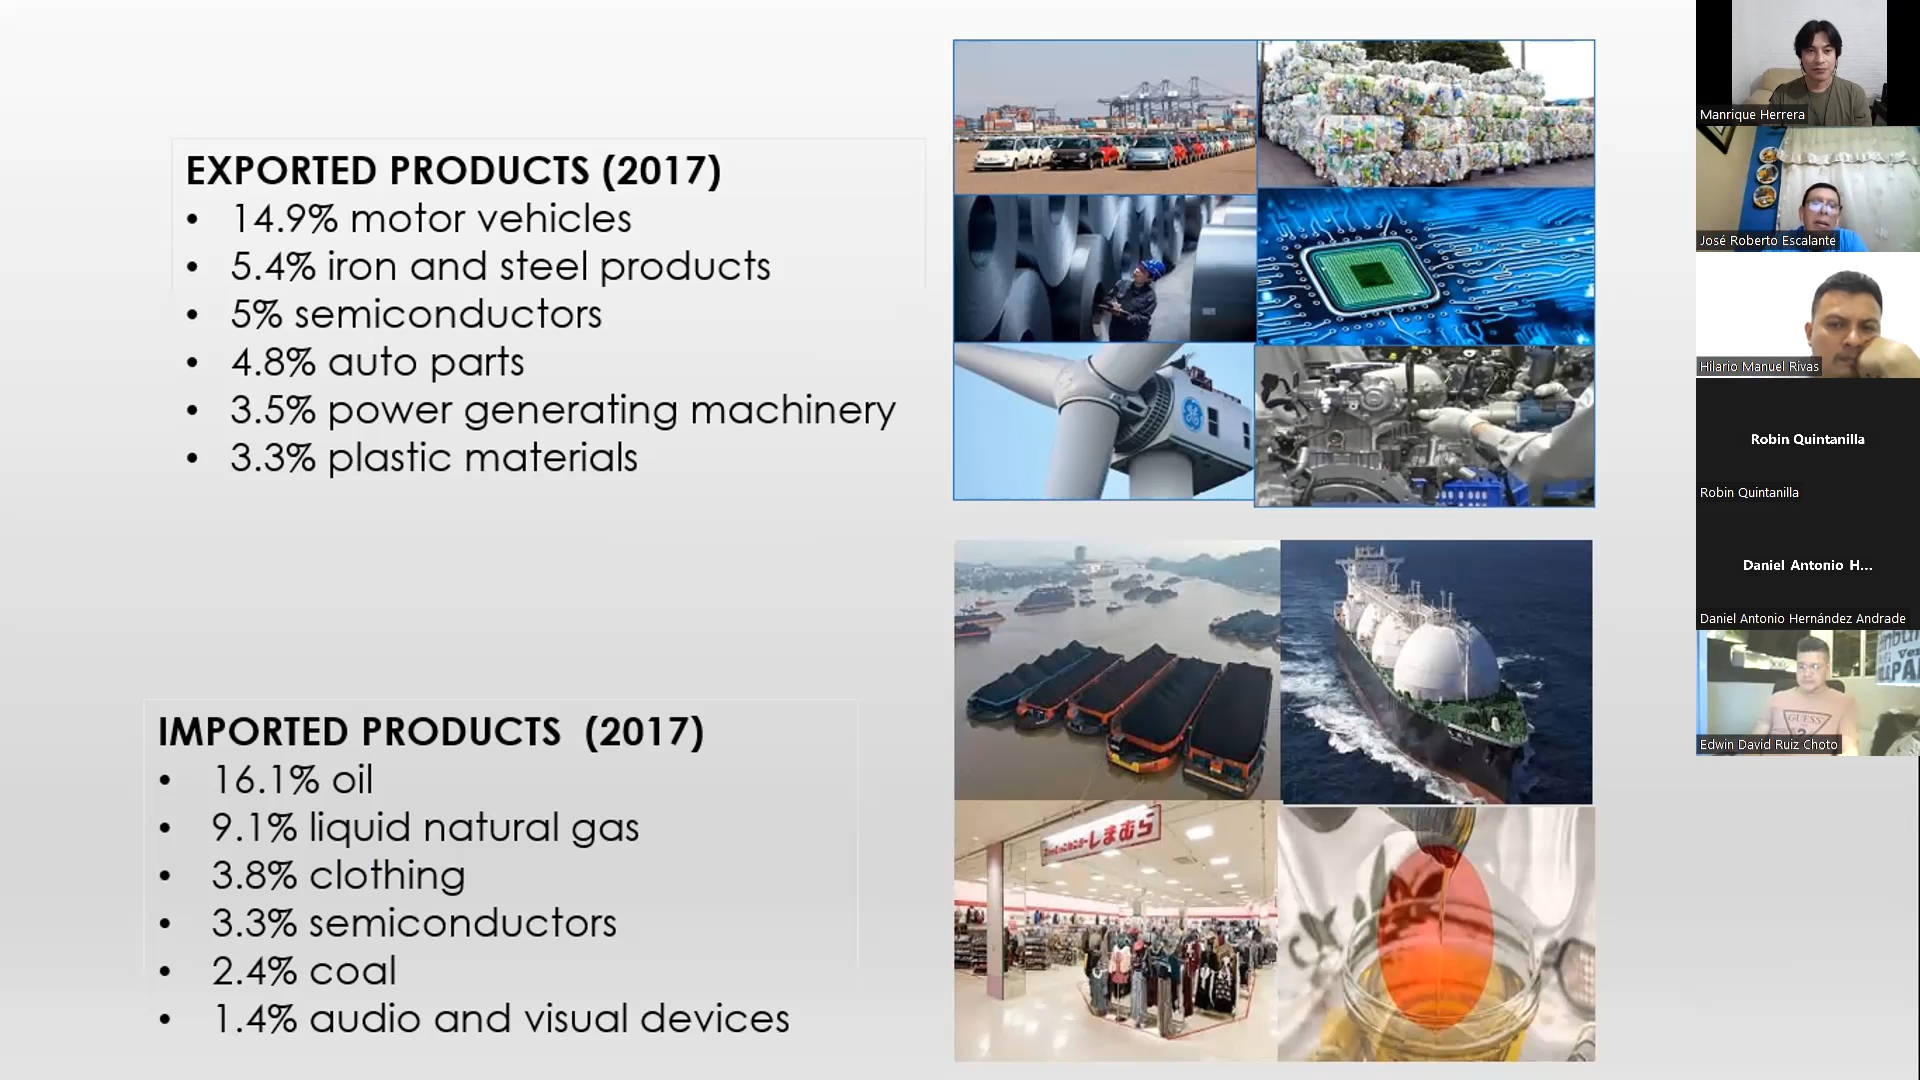 EXPORTED PRODUCTS (2017)
• 14.9% motor vehicles
• 5.4% iron and steel products
• 5% semiconductors
• 4.8% auto parts
• 3.5% power generating machinery
• 3.3% plastic materials
IMPORTED PRODUCTS (2017)
• 16.1% oil
• 9.1% liquid natural gas
• 3.8% clothing
• 3.3% semiconductors
• 2.4% coal
• 1.4% audio and visual devices
しまむら
Manrique Herrera
José Roberto Escalante
Hilario Manuel Rivas
Robin Quintanilla
Robin Quintanilla
Daniel Antonio H...
Daniel Antonio Hernández Andrade
GUESS
Edwin David Ruiz Choto